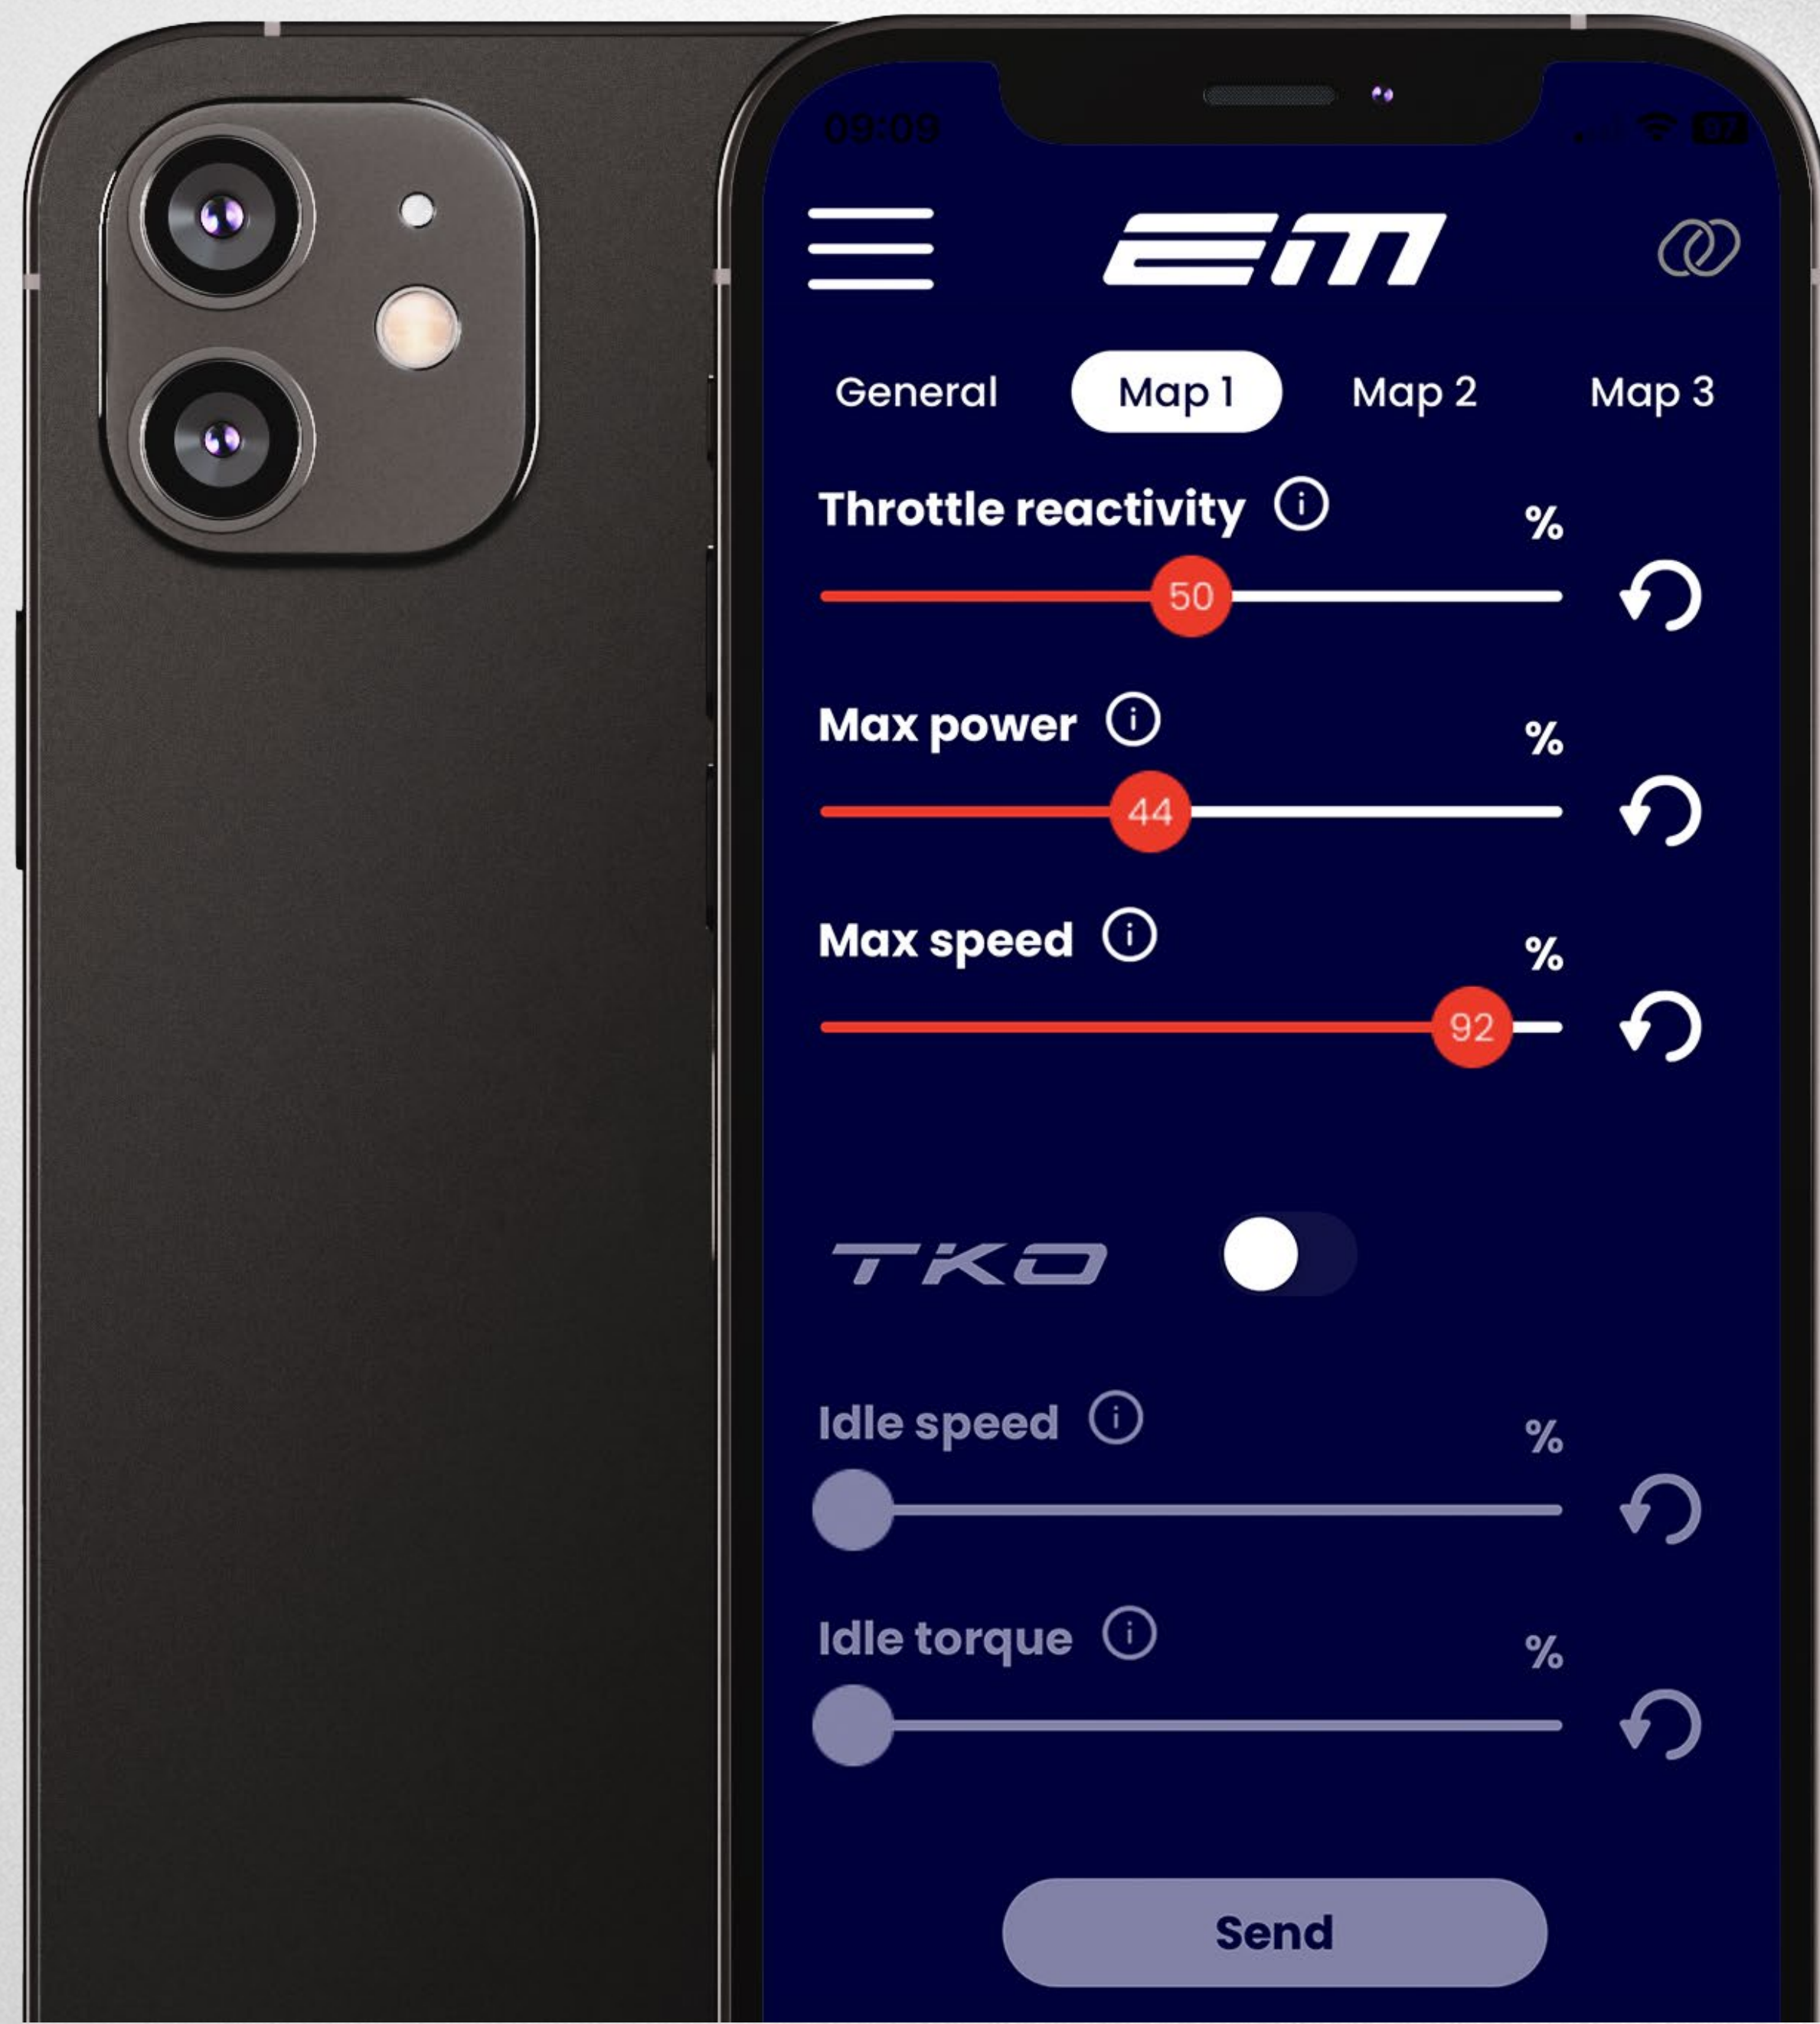 09:09
97
EM
General Map 1 Map 2 Map 3
Throttle reactivity i %
50
Max power i %
44
Max speed i %
92
TKO
Idle speed i %
Idle torque i %
Send